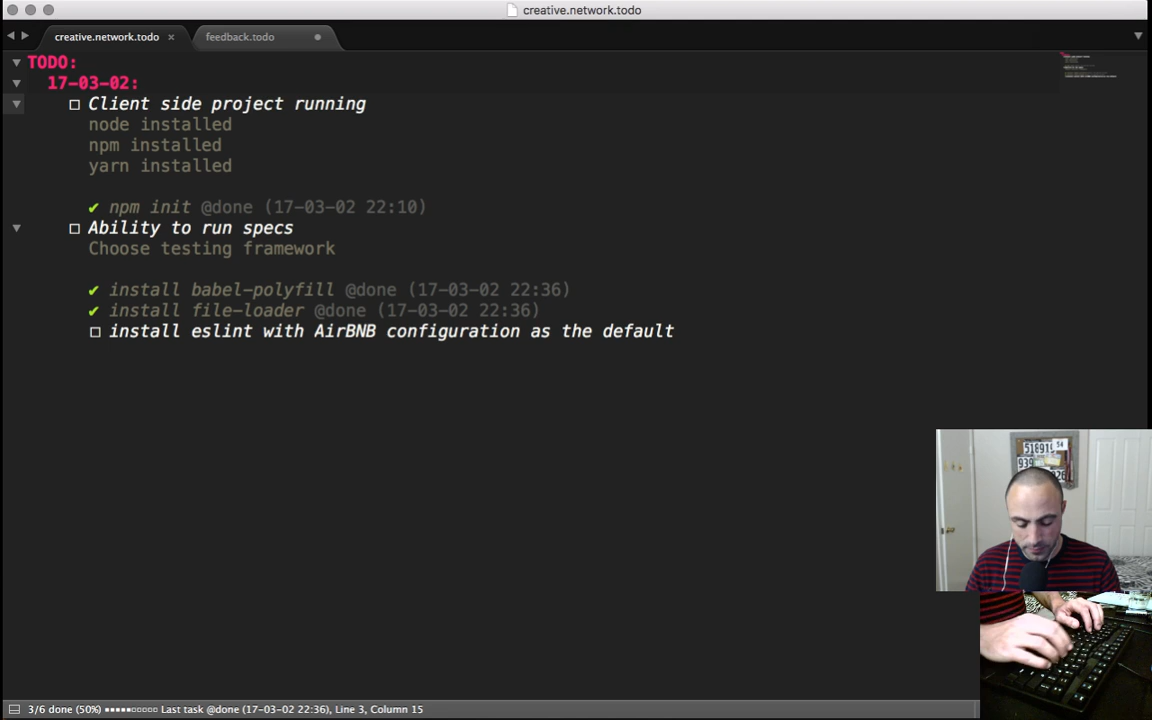 creative.network.todo
creative.network.todo ×
feedback.todo
TODO:
17-03-02:
Client side project running
node installed
npm installed
yarn installed
✔ npm init @done (17-03-02 22:10)
Ability to run specs
Choose testing framework
✔ install babel-polyfill @done (17-03-02 22:36)
✔ install file-loader @done (17-03-02 22:36)
install eslint with AirBNB configuration as the default
518919
939
3/6 done (50%) Last task @done (17-03-02 22:36), Line 3, Column 15